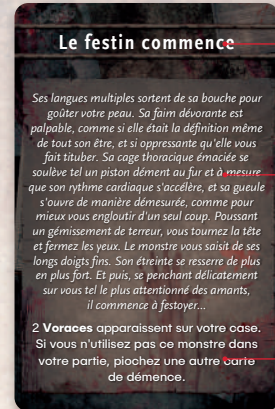 Le festin commence
Ses langues multiples sortent de sa bouche pour
goûter votre peau. Sa faim dévorante est
palpable, comme si elle était la définition même
de tout son être, et si oppressante qu'elle vous
fait tituber. Sa cage thoracique émaciée se
soulève tel un piston dément au fur et à mesure
que son rythme cardiaque s'accélère, et sa gueule
s'ouvre de manière démesurée, comme pour
mieux vous engloutir d'un seul coup. Poussant
un gémissement de terreur, vous tournez la tête
et fermez les yeux. Le monstre vous saisit de ses
longs doigts fins. Son étreinte se resserre de plus
en plus fort. Et puis, se penchant délicatement
sur vous tel le plus attentionné des amants,
il commence à festoyer...
2 Voraces apparaissent sur votre case.
Si vous n'utilisez pas ce monstre dans
votre partie, piochez une autre carte
de démence.